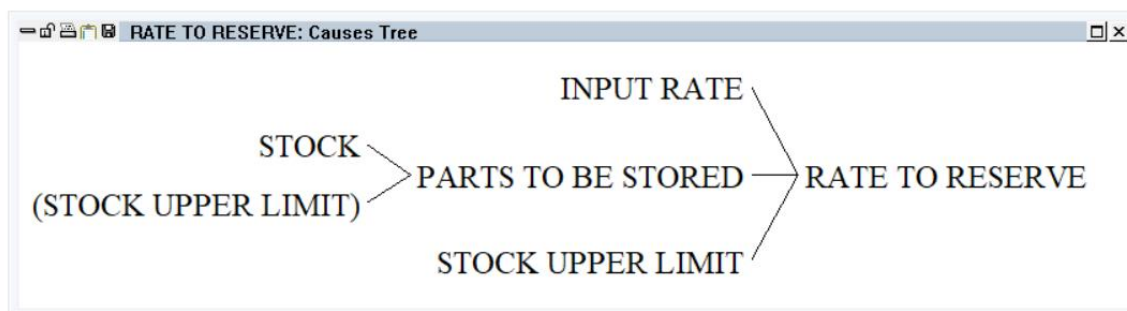 RATE TO RESERVE: Causes Tree
INPUT RATE
STOCK
PARTS TO BE STORED
RATE TO RESERVE
(STOCK UPPER LIMIT)
STOCK UPPER LIMIT